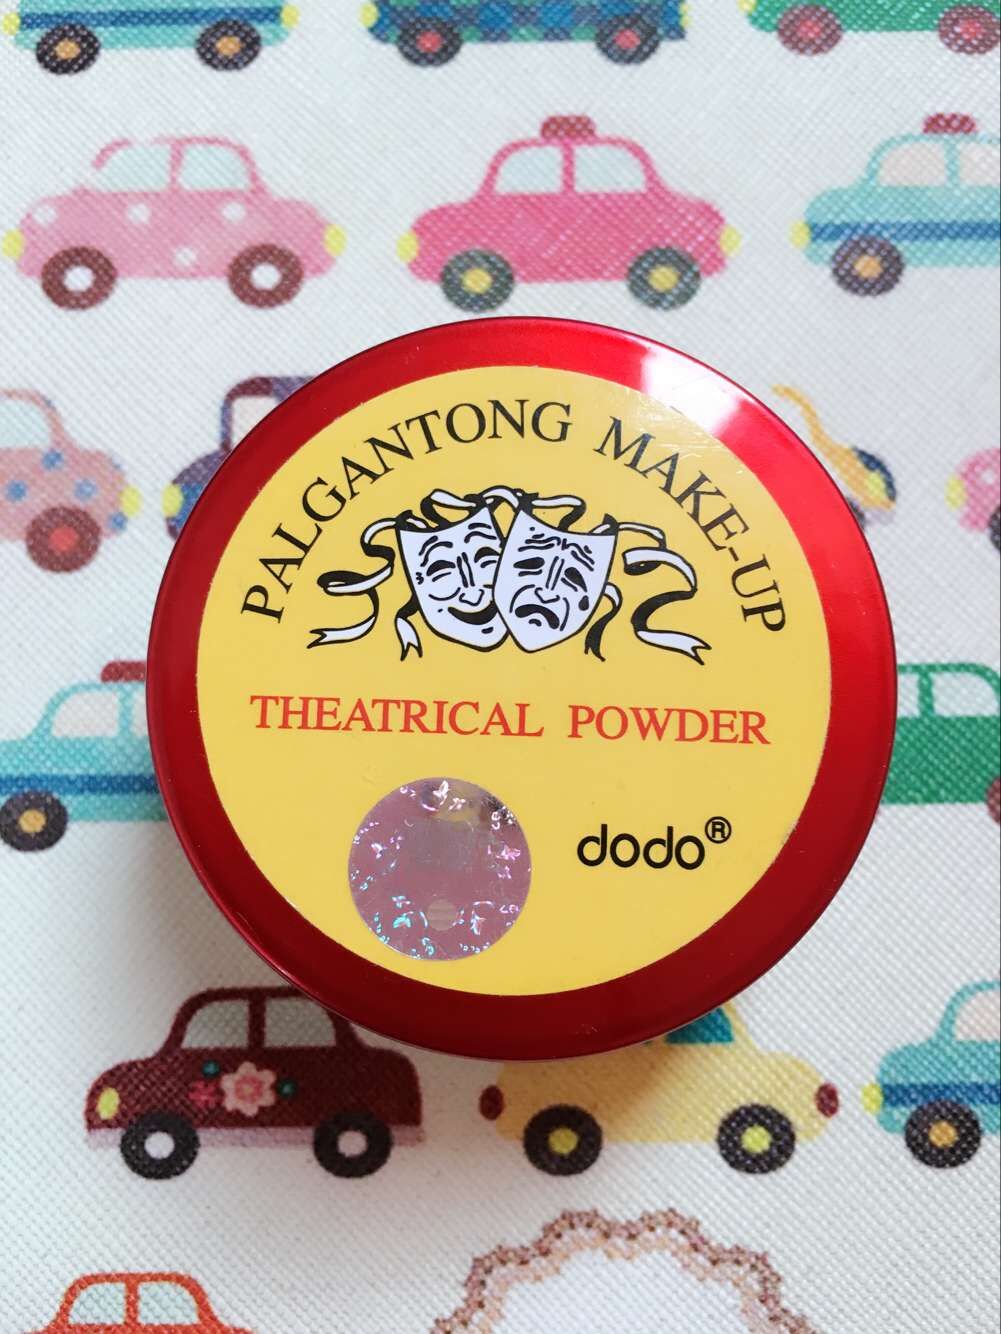 PALGANTONG MAKE-UP
THEATRICAL POWDER
dodo®